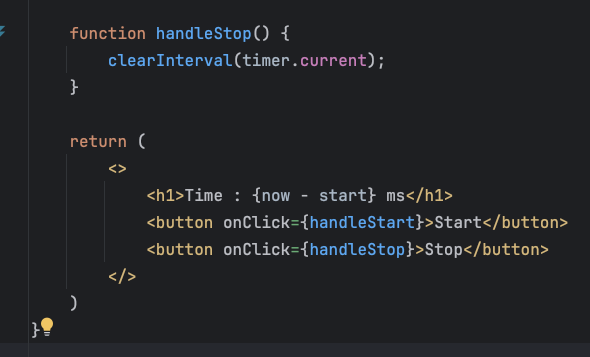 function handleStop() {
    clearInterval(timer.current);
}

return (
    <>
        <h1>Time : {now - start} ms</h1>
        <button onClick={handleStart}>Start</button>
        <button onClick={handleStop}>Stop</button>
    </>
)
}